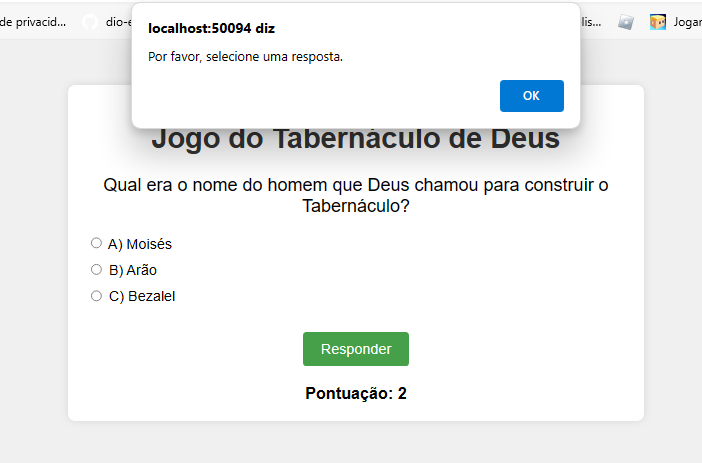 de privacid...
dio-e
localhost:50094 diz
Por favor, selecione uma resposta.
OK
lis...
Jogar
Jogo do Tabernáculo de Deus
Qual era o nome do homem que Deus chamou para construir o
Tabernáculo?
A) Moisés
B) Arão
C) Bezalel
Responder
Pontuação: 2